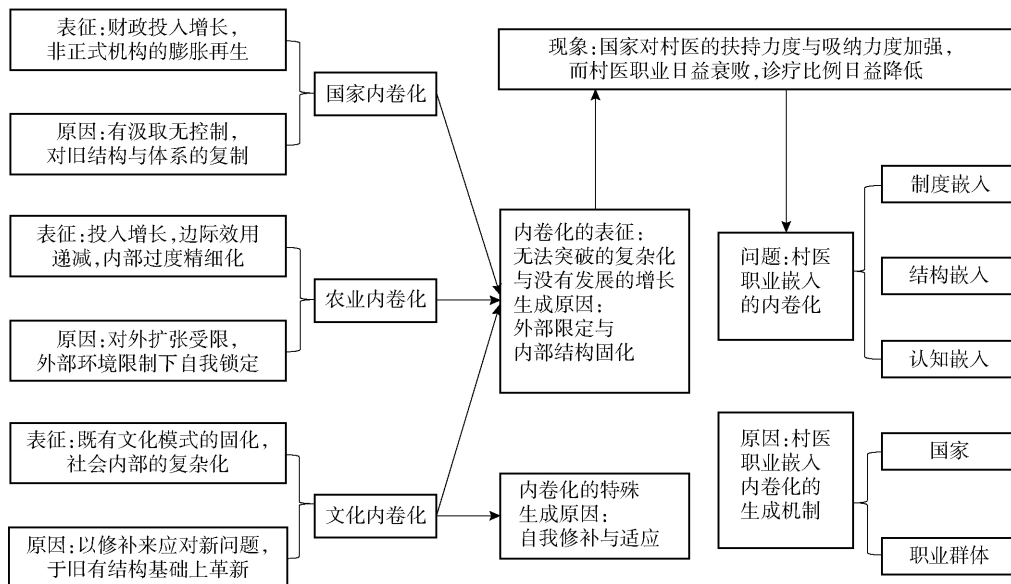 表征:财政投入增长,
非正式机构的膨胀再生
原因:有汲取无控制,
对旧结构与体系的复制
国家内卷化
表征:投入增长,边际效用
递减,内部过度精细化
原因:对外扩张受限,
外部环境限制下自我锁定
农业内卷化
表征:既有文化模式的固化,
社会内部的复杂化
原因:以修补来应对新问题,
于旧有结构基础上革新
文化内卷化
现象:国家对村医的扶持力度与吸纳力度加强,
而村医职业日益衰败,诊疗比例日益降低
内卷化的表征:
无法突破的复杂化
与没有发展的增长
生成原因:
外部限定与
内部结构固化
内卷化的特殊
生成原因:
自我修补与适应
问题:村医
职业嵌入
的内卷化
制度嵌入
结构嵌入
认知嵌入
原因:村医
职业嵌入
内卷化的
生成机制
国家
职业群体